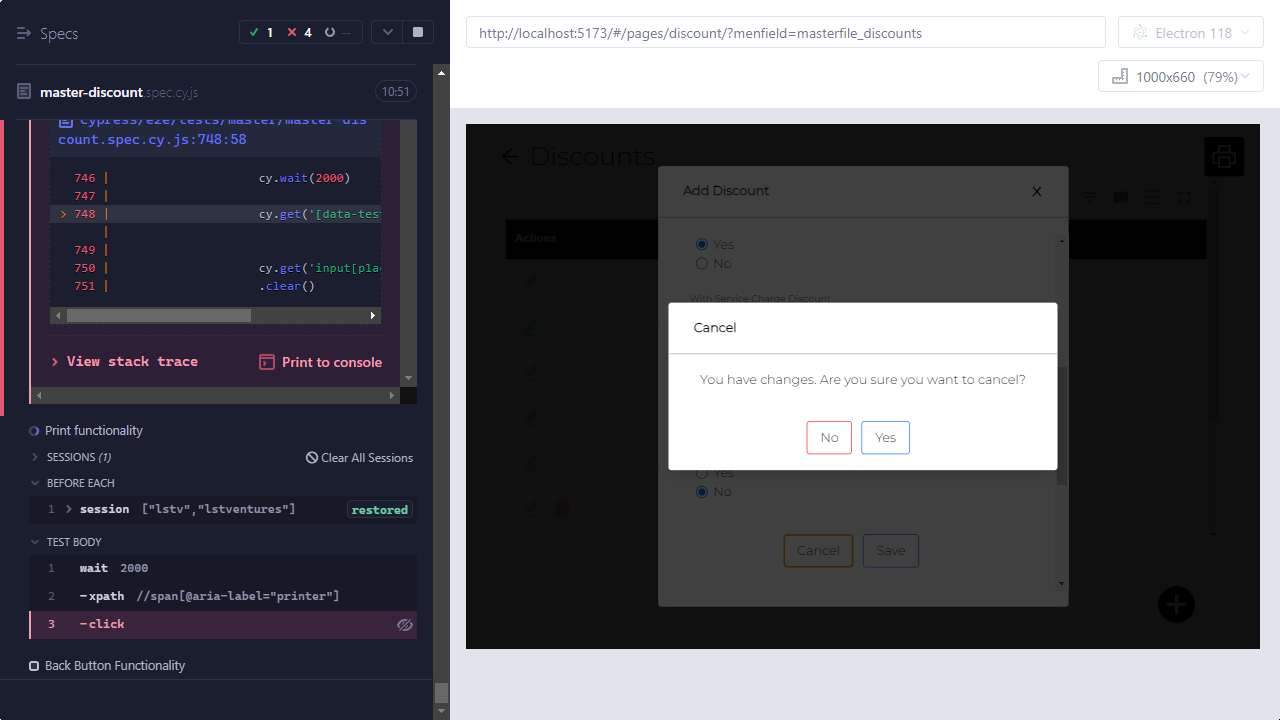 Specs
1 4 --
master-discount.spec.cy.js 10:51
cypress/e2e/tests/master/master-dis
count.spec.cy.js:748:58
746 | cy.wait(2000)
747 |
> 748 | cy.get('[data-test
|
749 |
750 | cy.get('input[plac
751 | .clear()
> View stack trace
Print to console
Print functionality
SESSIONS (1)
Clear All Sessions
BEFORE EACH
1 > session ["lstv","lstventures"] restored
TEST BODY
1 wait 2000
2 -xpath //span[@aria-label="printer"]
3 -click
Back Button Functionality
http://localhost:5173/#/pages/discount/?menfield=masterfile_discounts
Electron 118
1000x660 (79%)
Discounts
Add Discount X
Actions
Yes
No
With Service Charge Discount
Cancel
You have changes. Are you sure you want to cancel?
No Yes
Yes
No
Cancel Save